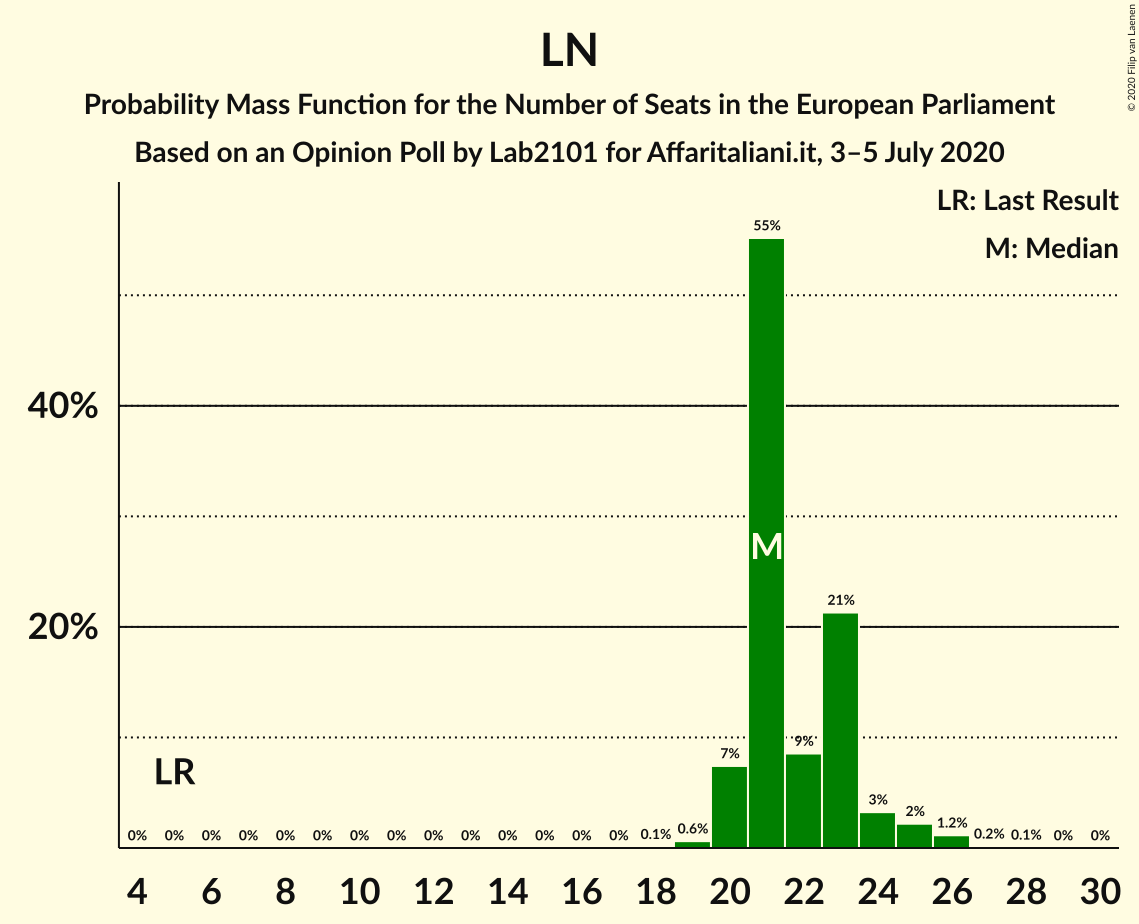 LN
Probability Mass Function for the Number of Seats in the European Parliament
Based on an Opinion Poll by Lab2101 for Affaritaliani.it, 3–5 July 2020
© 2020 Filip van Laenen
LR: Last Result
M: Median
55%
40%
M
21%
20%
9%
7%
LR
3%
2%
1.2%
0% 0% 0% 0% 0% 0% 0% 0% 0% 0% 0% 0% 0% 0% 0.1% 0.6% 0.2% 0.1% 0% 0%
4 6 8 10 12 14 16 18 20 22 24 26 28 30